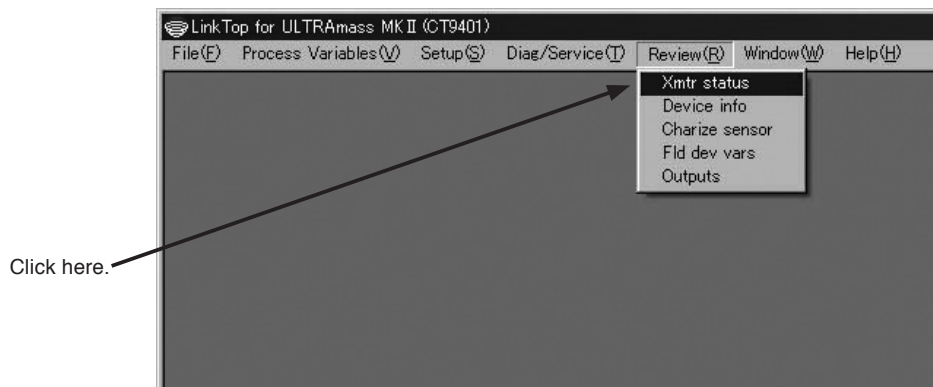 LinkTop for ULTRAmass MKⅡ (CT9401)
File(F) Process Variables(V) Setup(S) Diag/Service(T) Review(R) Window(W) Help(H)
Xmtr status
Device info
Charize sensor
Fld dev vars
Outputs
Click here.